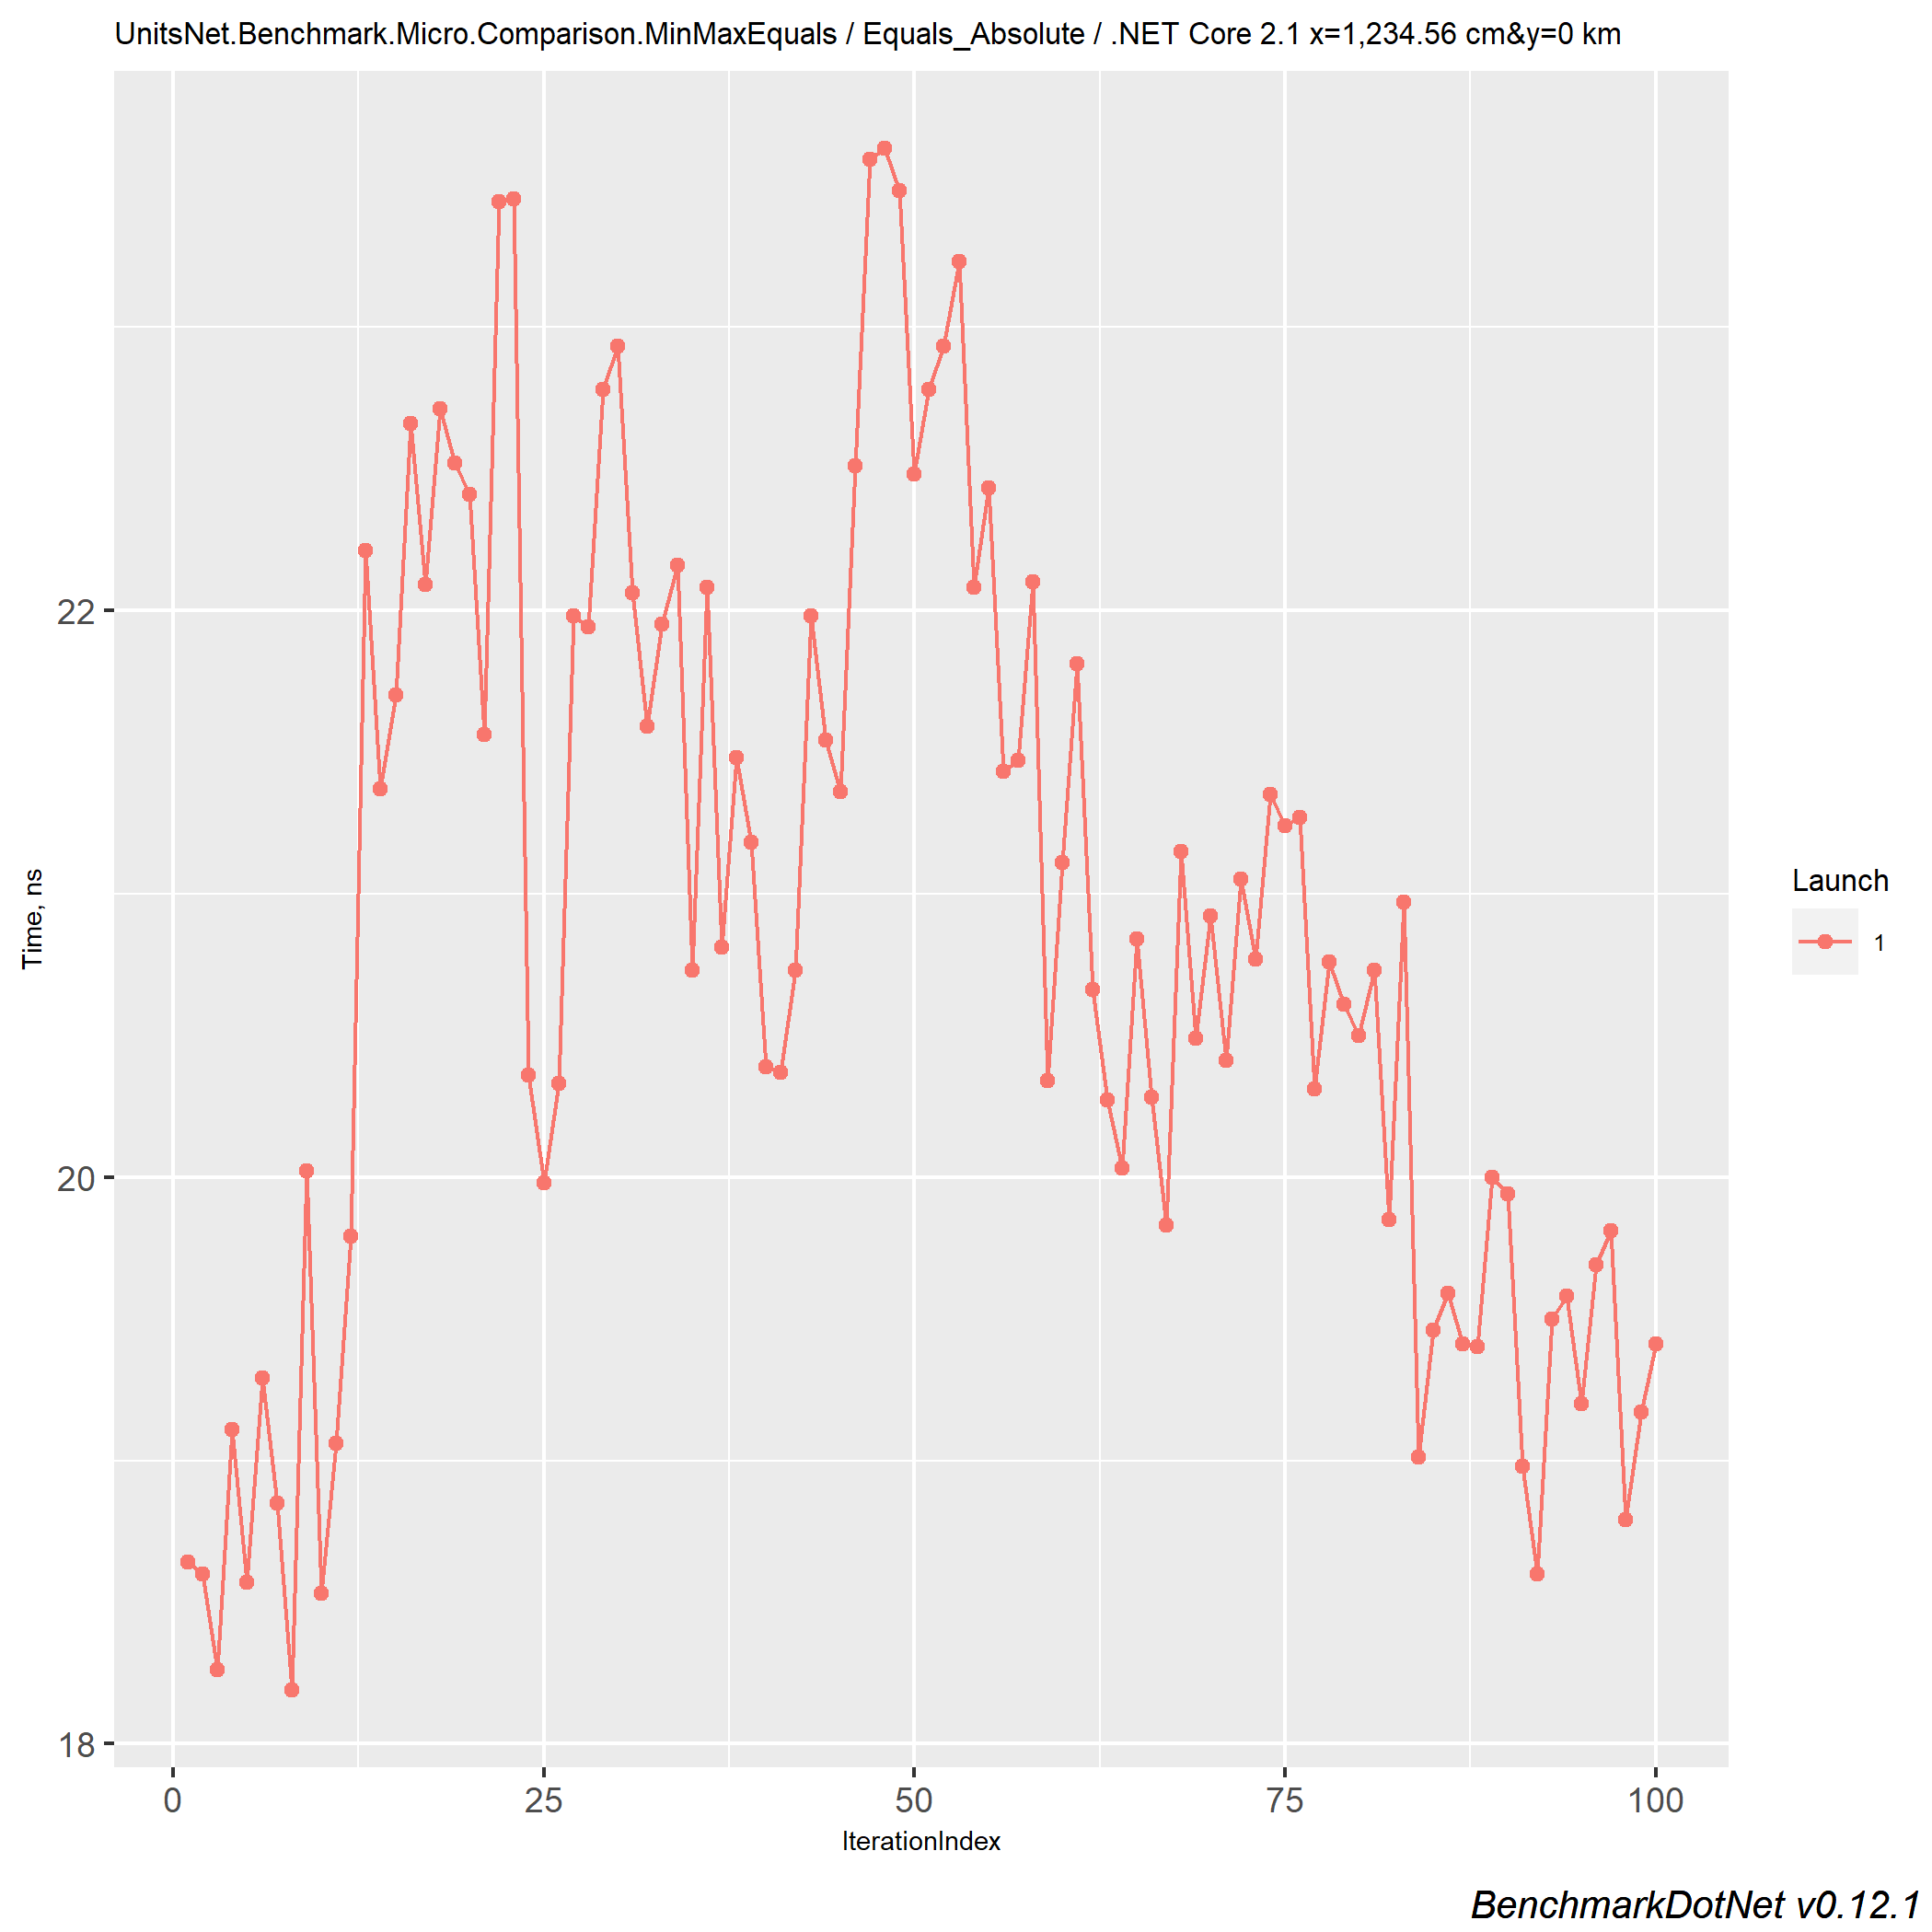 UnitsNet.Benchmark.Micro.Comparison.MinMaxEquals / Equals_Absolute / .NET Core 2.1 x=1,234.56 cm&y=0 km
22
20
18
Time, ns
0 25 50 75 100
IterationIndex
Launch
1
BenchmarkDotNet v0.12.1